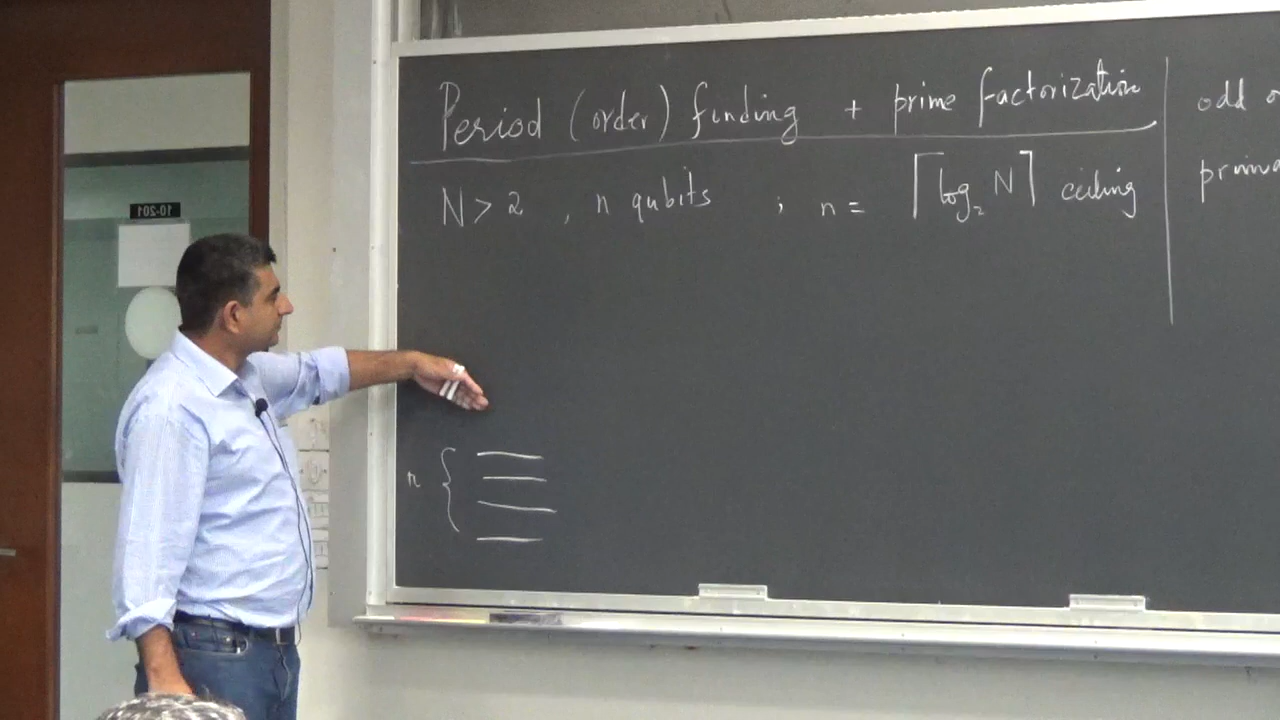 Period (order) finding + prime factorization
N > 2 , n qubits ; n = ⌈log₂ N⌉ ceiling
odd
n {
10-201